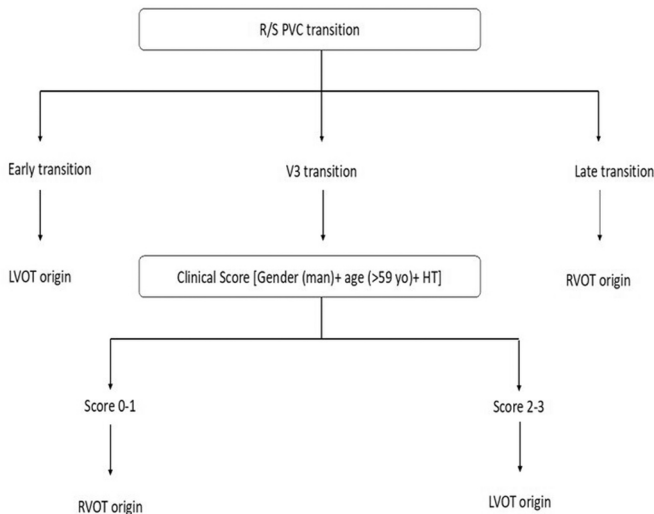 R/S PVC transition
Early transition
V3 transition
Late transition
LVOT origin
Clinical Score [Gender (man)+ age (>59 yo)+ HT]
RVOT origin
Score 0-1
Score 2-3
RVOT origin
LVOT origin